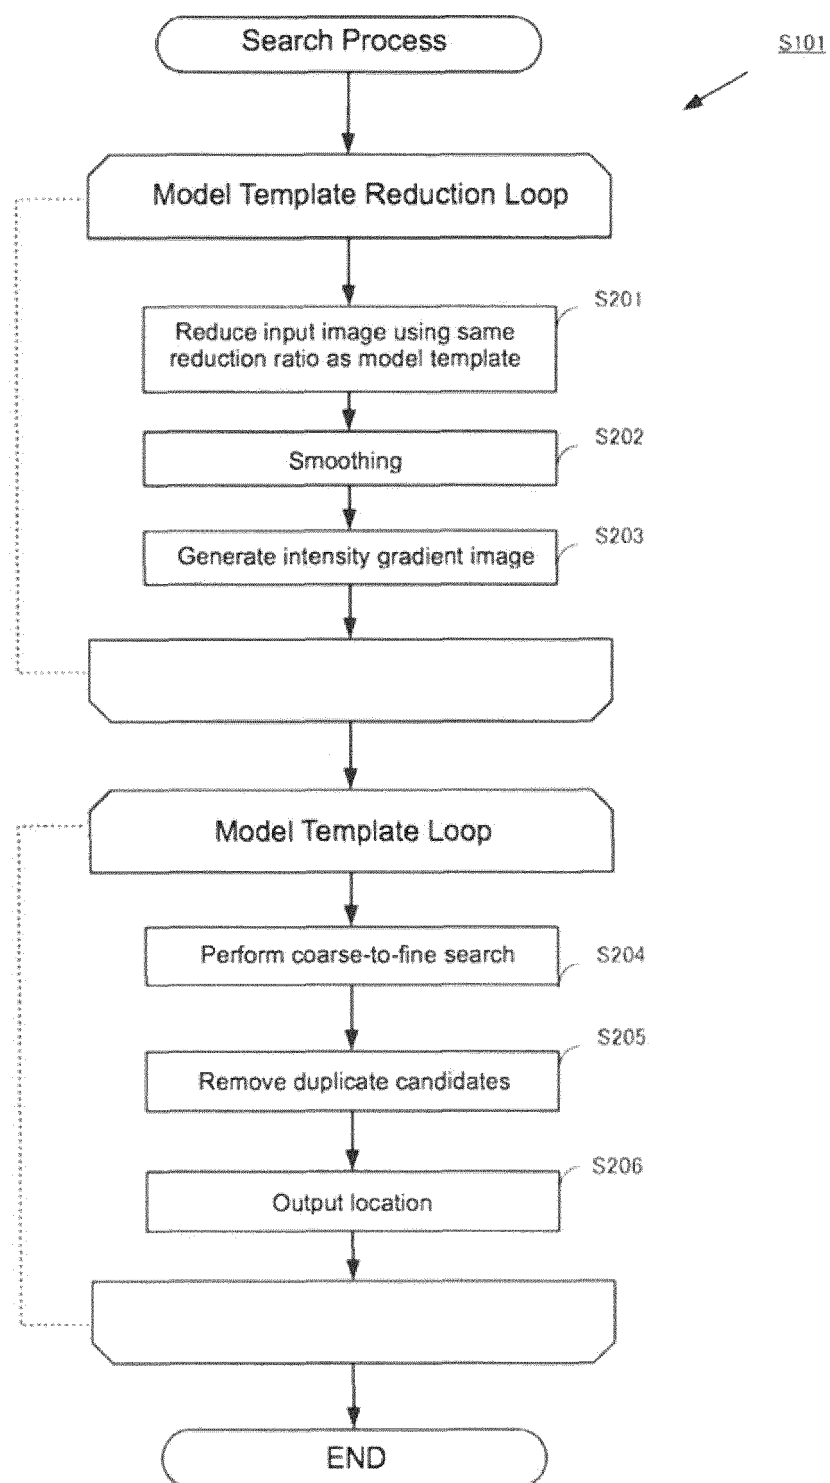 Search Process
S101
Model Template Reduction Loop
S201
Reduce input image using same
reduction ratio as model template
S202
Smoothing
S203
Generate intensity gradient image
Model Template Loop
Perform coarse-to-fine search
S204
S205
Remove duplicate candidates
S206
Output location
END